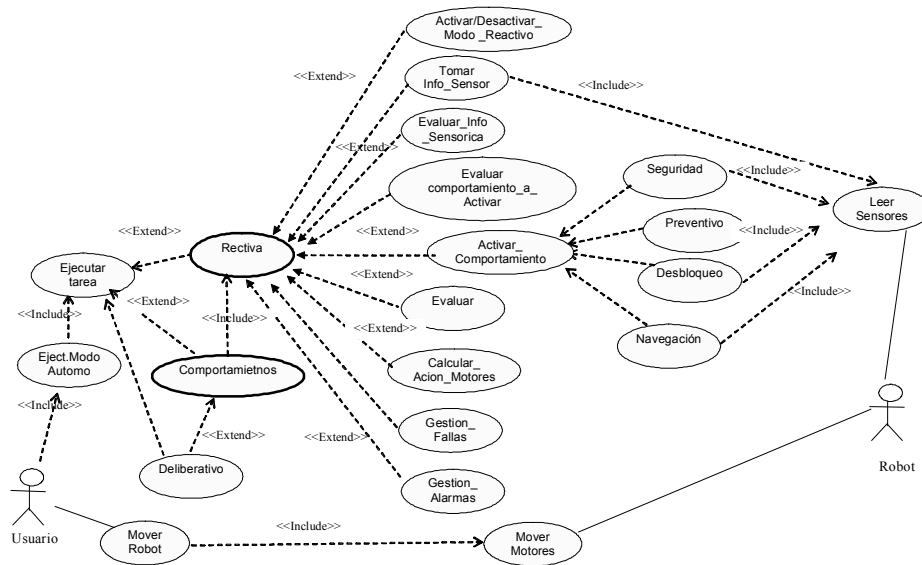 Activar/Desactivar_
Modo _Reactivo
<<Extend>>
Tomar
Info_Sensor
<<Include>>
Evaluar_Info
_Sensorica
<<Extend>>
<<Extend>>
Evaluar
comportamiento_a_
Activar
Seguridad
<<Include>>
Leer
Sensores
Preventivo
<<Include>>
Rectiva
<<Extend>>
<<Extend>>
Activar_
Comportamiento
Desbloqueo
Ejecutar
tarea
<<Extend>>
<<Extend>>
Evaluar
<<Include>>
<<Include>>
<<Include>>
<<Extend>>
Navegación
Eject.Modo
Automo
Comportamietnos
Calcular_
Acion_Motores
<<Include>>
<<Extend>>
<<Extend>>
Gestion_
Fallas
Deliberativo
Gestion_
Alarmas
Robot
Usuario
Mover
Robot
<<Include>>
Mover
Motores